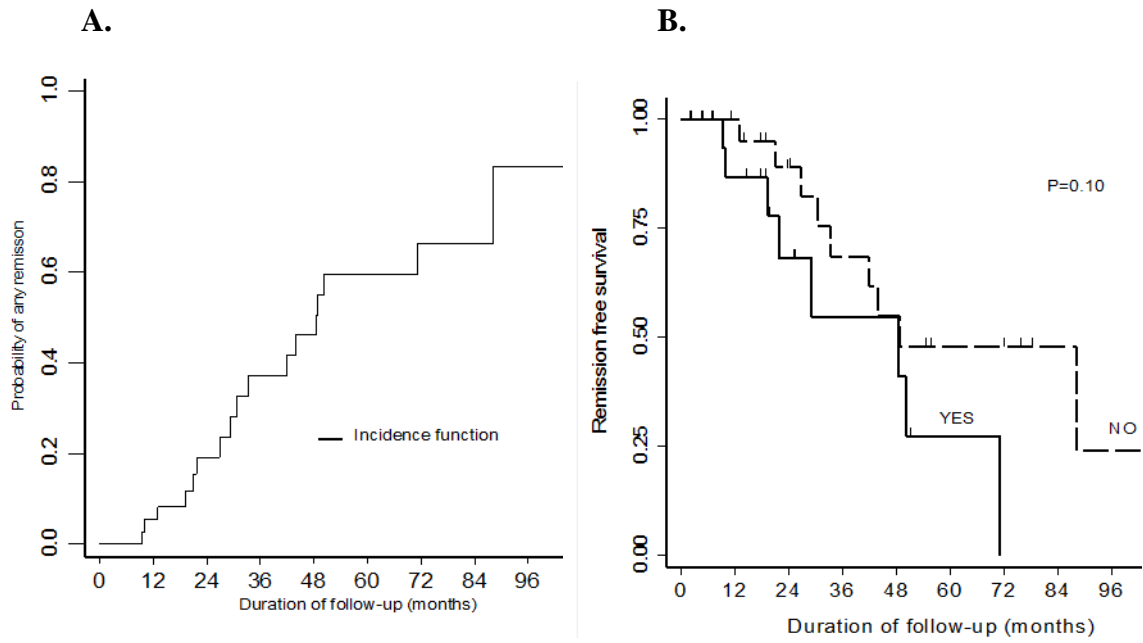 A.
B.
1.0
0.8
0.6
0.4
0.2
0.0
Probability of any remisson
Incidence function
0 12 24 36 48 60 72 84 96
Duration of follow-up (months)
1.00
0.75
0.50
0.25
0.00
Remission free survival
P=0.10
YES
NO
0 12 24 36 48 60 72 84 96
Duration of follow-up (months)